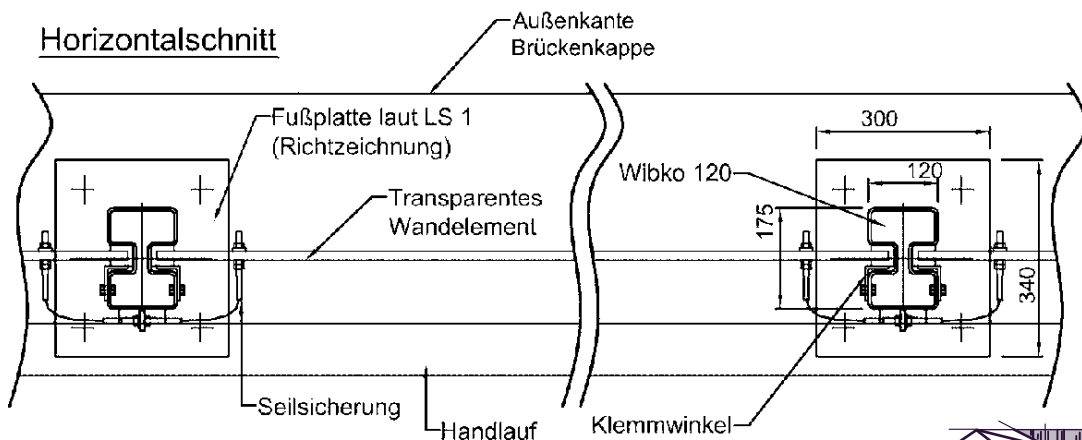 Horizontalschnitt
Außenkante
Brückenkappe
Fußplatte laut LS 1
(Richtzeichnung)
300
Wibko 120
120
Transparentes
Wandelement
175
340
Seilsicherung
Handlauf
Klemmwinkel